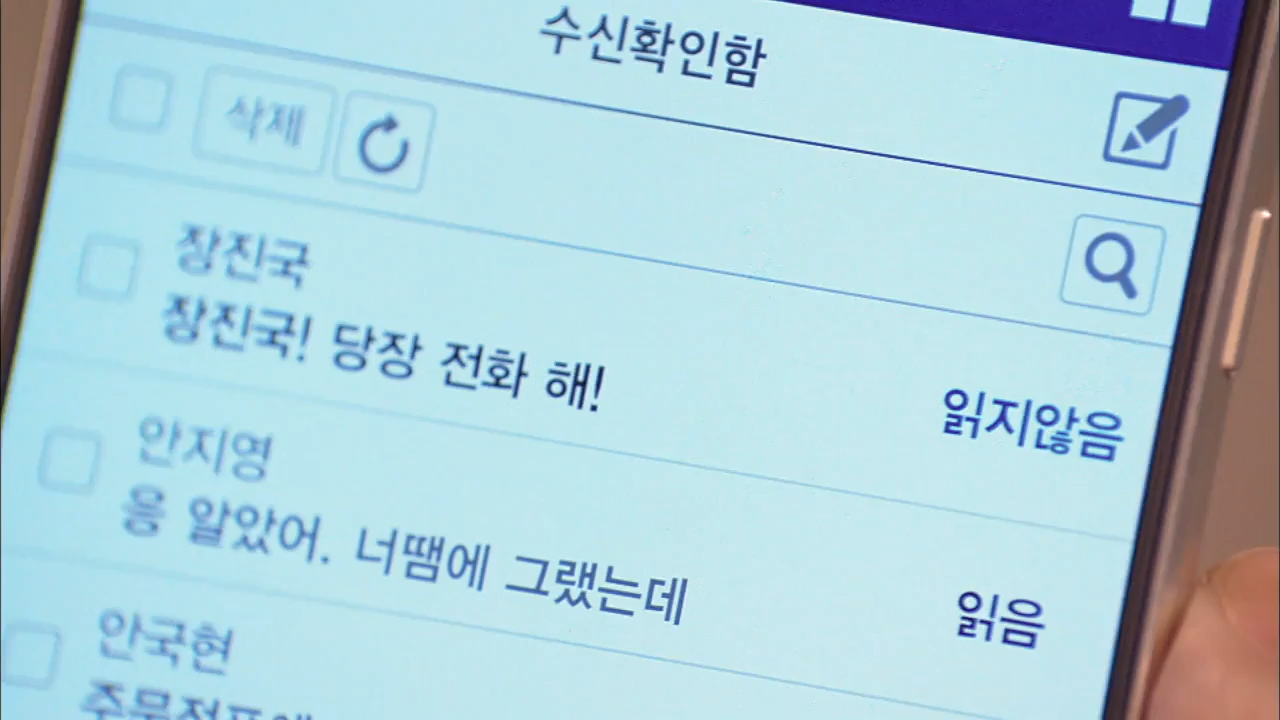 수신확인함
삭제
장진국
장진국! 당장 전화 해!
읽지않음
안지영
응 알았어. 너땜에 그랬는데
읽음
안국현